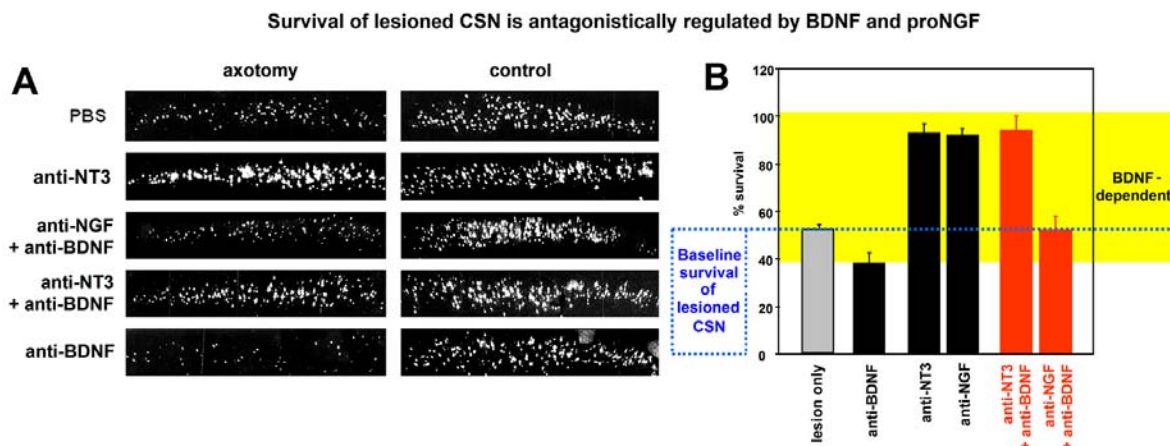 Survival of lesioned CSN is antagonistically regulated by BDNF and proNGF
A
axotomy
control
PBS
anti-NT3
anti-NGF
+ anti-BDNF
anti-NT3
+ anti-BDNF
anti-BDNF
B
120
100
80
60
40
20
0
% survival
BDNF -
dependent
Baseline
survival
of
lesioned
CSN
lesion only
anti-BDNF
anti-NT3
anti-NGF
anti-NT3
+ anti-BDNF
anti-NGF
+ anti-BDNF